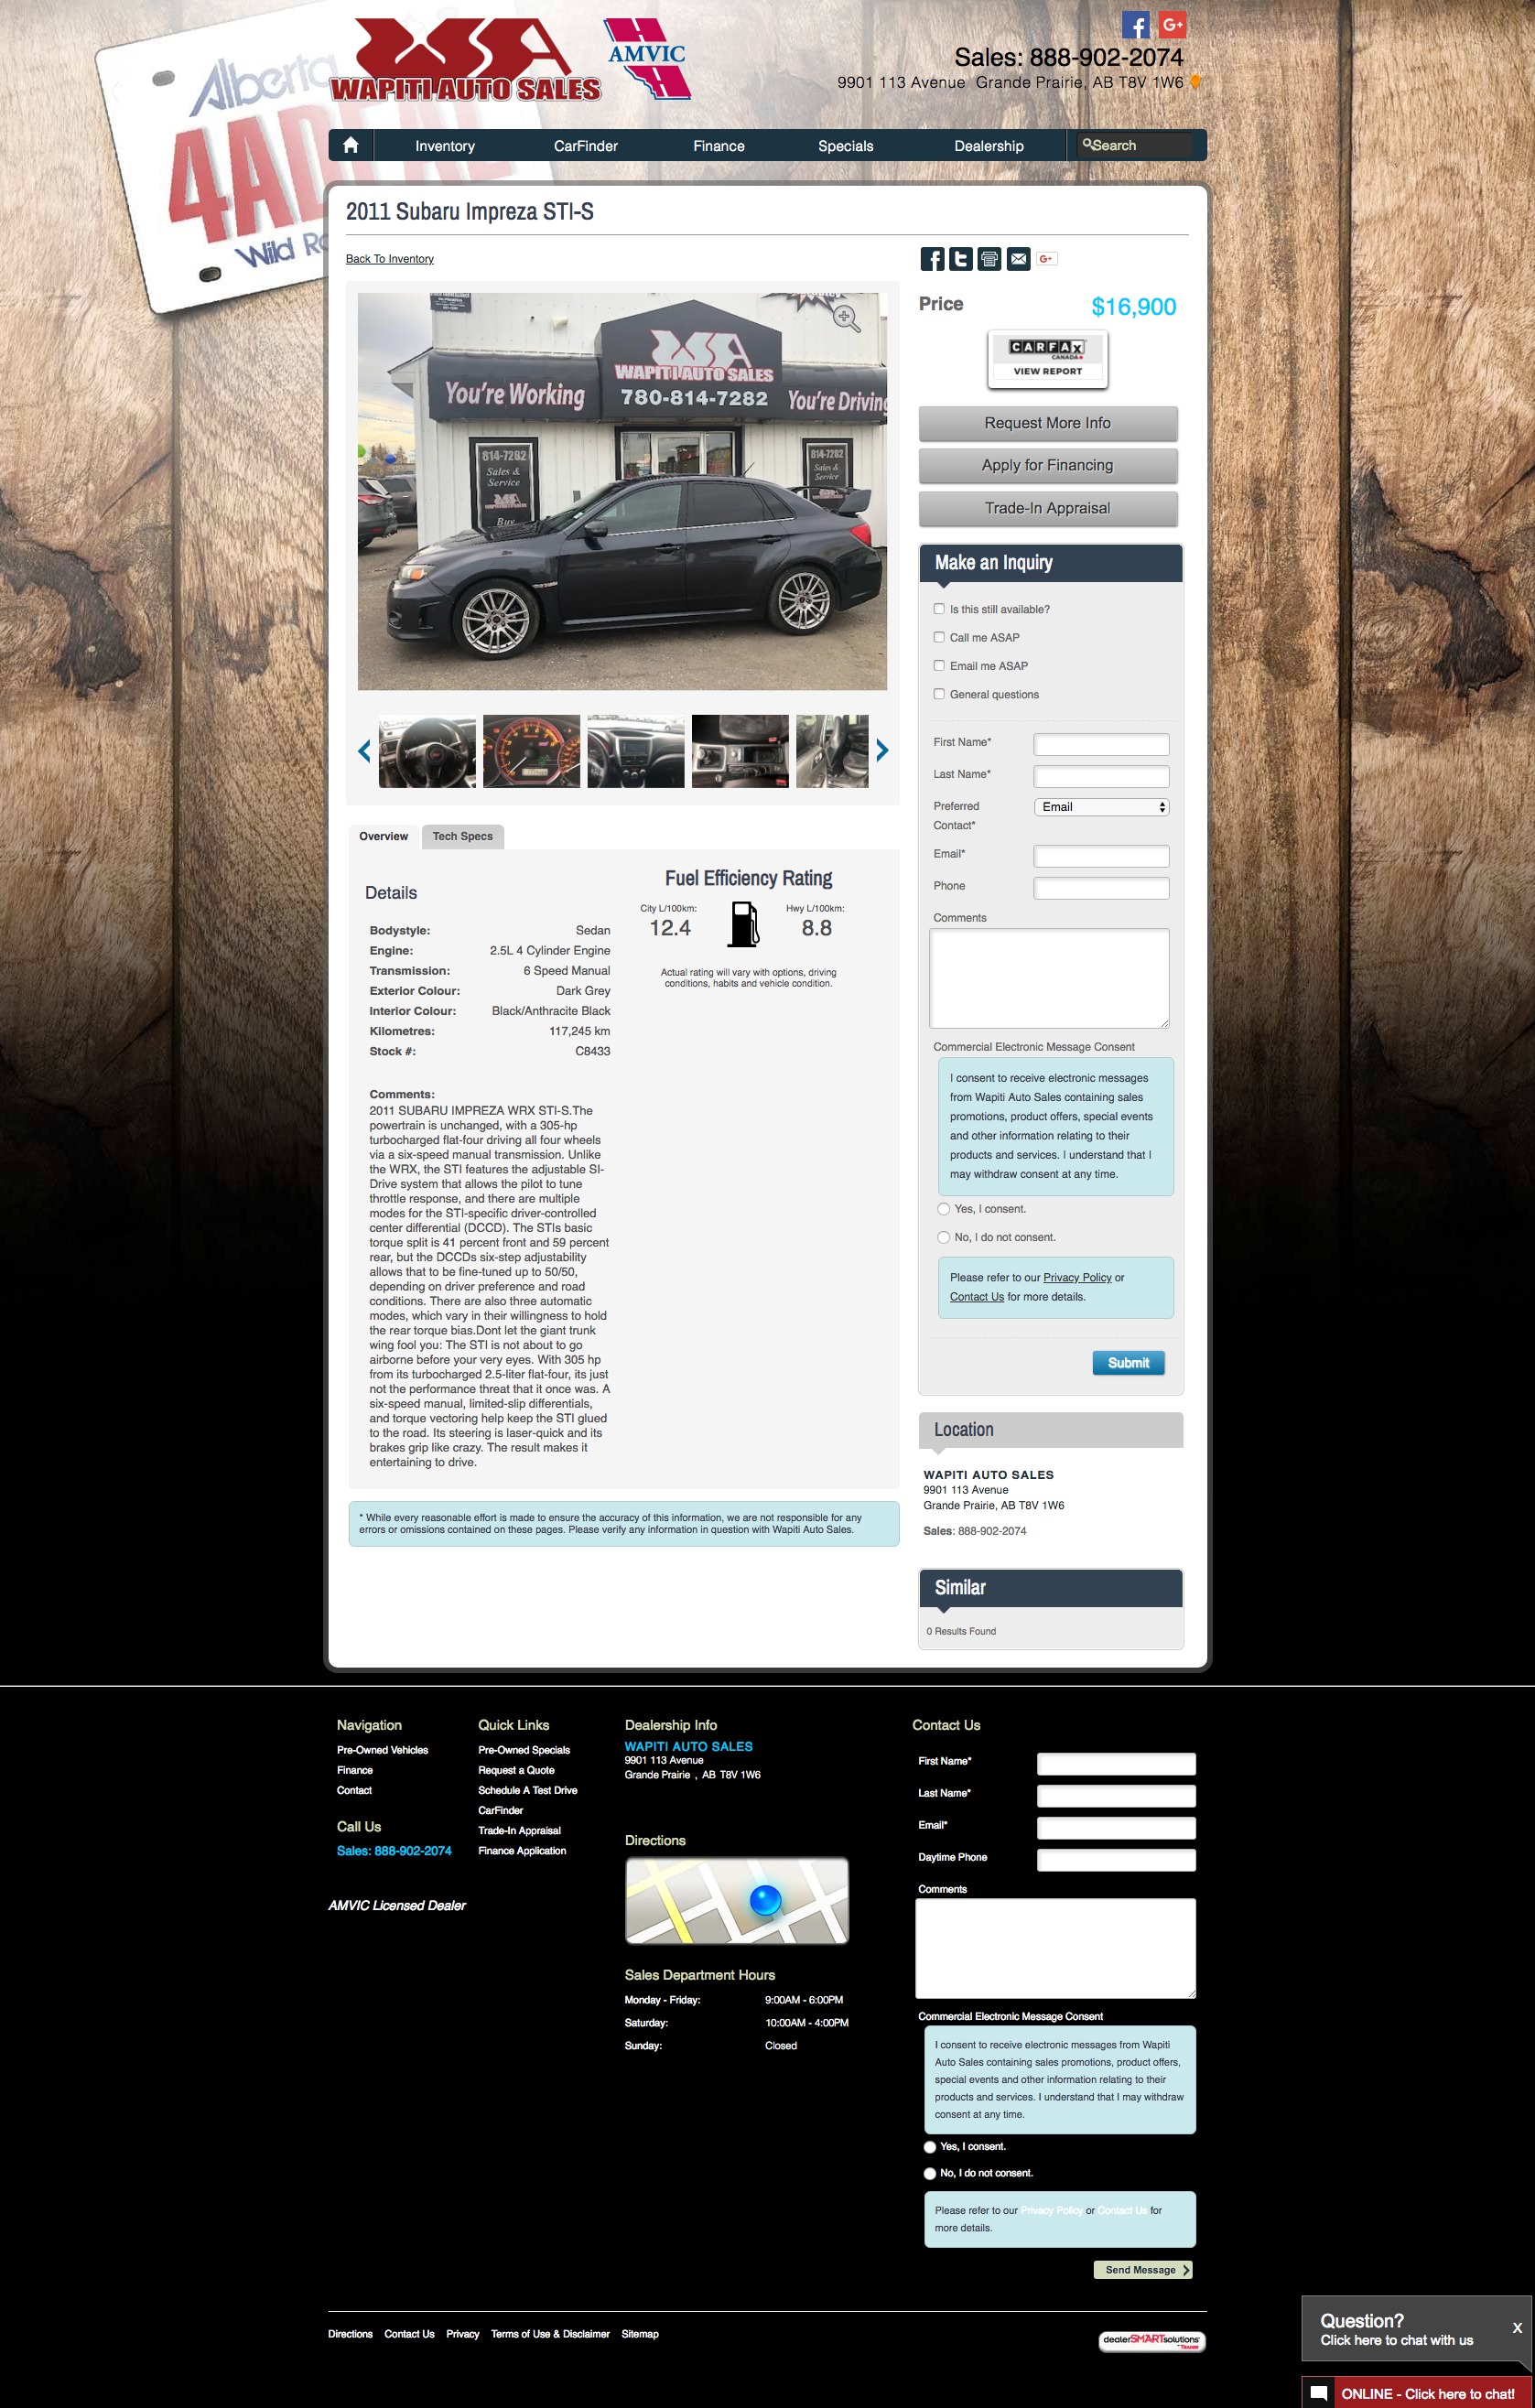 Alberta
4ADEAL
Wild Ro
WAPITI AUTO SALES
AMVIC
G+
Sales: 888-902-2074
9901 113 Avenue Grande Prairie, AB T8V 1W6
Inventory
CarFinder
Finance
Specials
Dealership
Search
2011 Subaru Impreza STI-S
Back To Inventory
G+
WAPITI AUTO SALES
You're Working
780-814-7282
You're Driving
814-7282
Sales &
Service
Buy
814-7282
Sales &
Service
Price
$16,900
CARFAX
CANADA
VIEW REPORT
Request More Info
Apply for Financing
Trade-In Appraisal
Make an Inquiry
Is this still available?
Call me ASAP
Email me ASAP
General questions
First Name*
Last Name*
Preferred
Contact*
Email
Email*
Phone
Comments
Commercial Electronic Message Consent
I consent to receive electronic messages
from Wapiti Auto Sales containing sales
promotions, product offers, special events
and other information relating to their
products and services. I understand that I
may withdraw consent at any time.
Yes, I consent.
No, I do not consent.
Please refer to our Privacy Policy or
Contact Us for more details.
Submit
Location
WAPITI AUTO SALES
9901 113 Avenue
Grande Prairie, AB T8V 1W6
Sales: 888-902-2074
Similar
0 Results Found
Overview
Tech Specs
Details
Bodystyle: Sedan
Engine: 2.5L 4 Cylinder Engine
Transmission: 6 Speed Manual
Exterior Colour: Dark Grey
Interior Colour: Black/Anthracite Black
Kilometres: 117,245 km
Stock #: C8433
Fuel Efficiency Rating
City L/100km:
12.4
Hwy L/100km:
8.8
Actual rating will vary with options, driving
conditions, habits and vehicle condition.
Comments:
2011 SUBARU IMPREZA WRX STI-S.The
powertrain is unchanged, with a 305-hp
turbocharged flat-four driving all four wheels
via a six-speed manual transmission. Unlike
the WRX, the STI features the adjustable SI-
Drive system that allows the pilot to tune
throttle response, and there are multiple
modes for the STI-specific driver-controlled
center differential (DCCD). The STIs basic
torque split is 41 percent front and 59 percent
rear, but the DCCDs six-step adjustability
allows that to be fine-tuned up to 50/50,
depending on driver preference and road
conditions. There are also three automatic
modes, which vary in their willingness to hold
the rear torque bias.Dont let the giant trunk
wing fool you: The STI is not about to go
airborne before your very eyes. With 305 hp
from its turbocharged 2.5-liter flat-four, its just
not the performance threat that it once was. A
six-speed manual, limited-slip differentials,
and torque vectoring help keep the STI glued
to the road. Its steering is laser-quick and its
brakes grip like crazy. The result makes it
entertaining to drive.
* While every reasonable effort is made to ensure the accuracy of this information, we are not responsible for any
errors or omissions contained on these pages. Please verify any information in question with Wapiti Auto Sales.
Navigation
Pre-Owned Vehicles
Finance
Contact
Call Us
Sales: 888-902-2074
AMVIC Licensed Dealer
Quick Links
Pre-Owned Specials
Request a Quote
Schedule A Test Drive
CarFinder
Trade-In Appraisal
Finance Application
Dealership Info
WAPITI AUTO SALES
9901 113 Avenue
Grande Prairie , AB T8V 1W6
Directions
Sales Department Hours
Monday - Friday: 9:00AM - 6:00PM
Saturday: 10:00AM - 4:00PM
Sunday: Closed
Contact Us
First Name*
Last Name*
Email*
Daytime Phone
Comments
Commercial Electronic Message Consent
I consent to receive electronic messages from Wapiti
Auto Sales containing sales promotions, product offers,
special events and other information relating to their
products and services. I understand that I may withdraw
consent at any time.
Yes, I consent.
No, I do not consent.
Please refer to our Privacy Policy or Contact Us for
more details.
Send Message
Directions Contact Us Privacy Terms of Use & Disclaimer Sitemap
dealerSMARTsolutions
Question?
Click here to chat with us
X
ONLINE - Click here to chat!